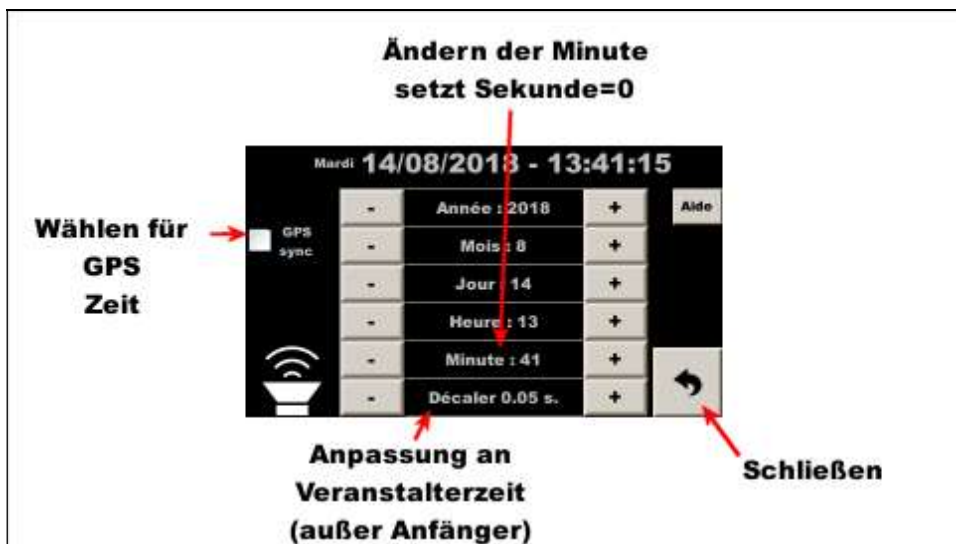 Ändern der Minute
setzt Sekunde=0
Mardi 14/08/2018 - 13:41:15
- Année : 2018 + Aide
Wählen für
GPS
Zeit
GPS
sync
- Mois : 8 +
- Jour : 14 +
- Heure : 13 +
- Minute : 41 +
- Décaler 0.05 s. +
Anpassung an
Veranstalterzeit
(außer Anfänger)
Schließen